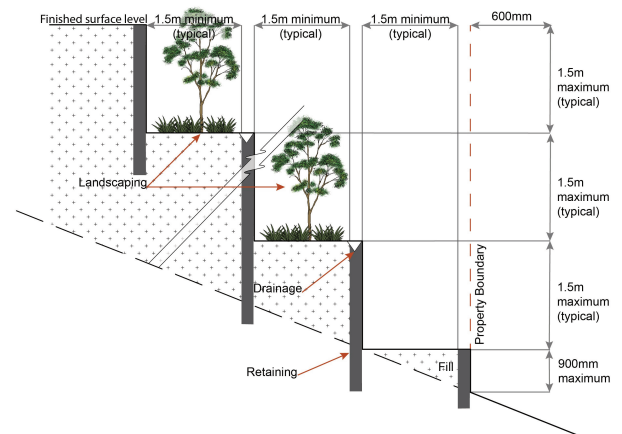 Finished surface level
1.5m minimum
(typical)
1.5m minimum
(typical)
1.5m minimum
(typical)
600mm
1.5m
maximum
(typical)
Landscaping
1.5m
maximum
(typical)
Property Boundary
Drainage
1.5m
maximum
(typical)
Retaining
Fill
900mm
maximum